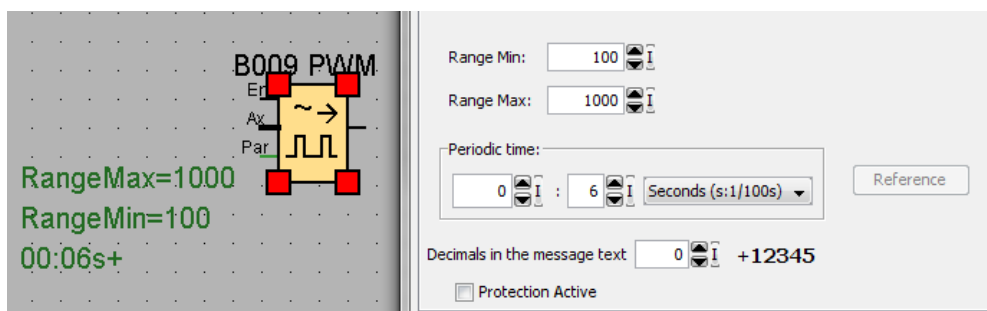 B009 PWM
En
Ax
Par
RangeMax=1000
RangeMin=100
00:06s+
Range Min: 100
Range Max: 1000
Periodic time:
0 : 6 Seconds (s:1/100s)
Reference
Decimals in the message text 0 +12345
Protection Active